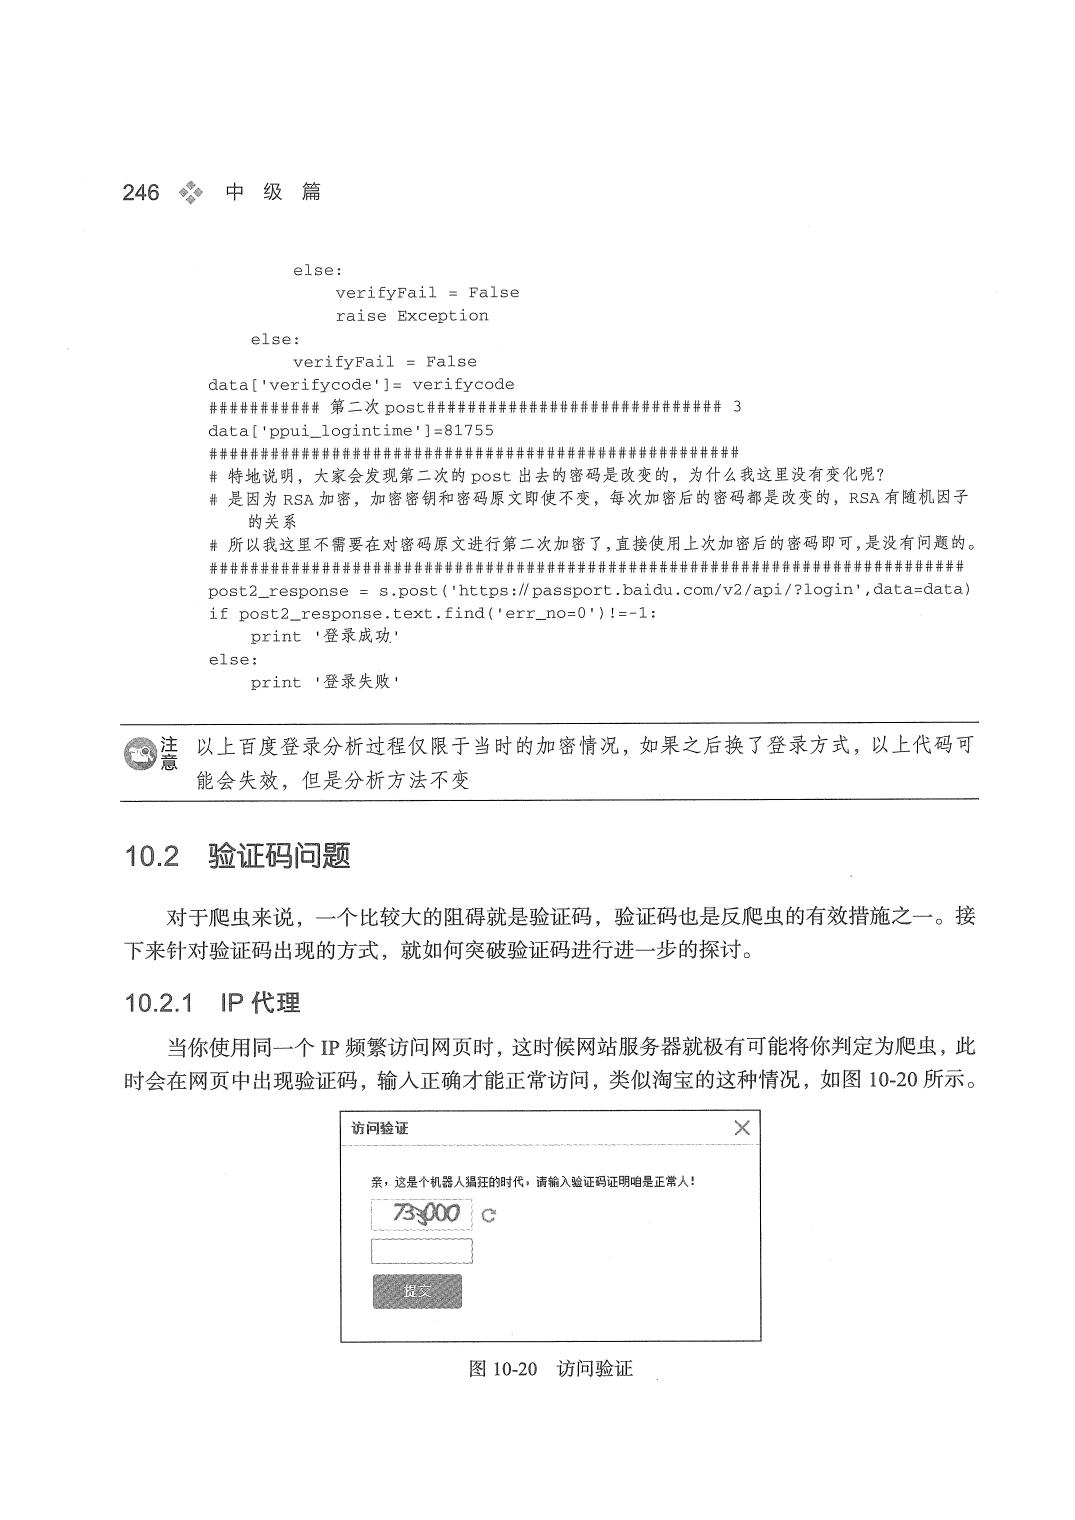 246 中 级 篇
else:
verifyFail = False
raise Exception
else:
verifyFail = False
data['verifycode']= verifycode
########### 第二次 post############################# 3
data['ppui_logintime']=81755
####################################################
# 特地说明，大家会发现第二次的 post 出去的密码是改变的，为什么我这里没有变化呢？
# 是因为 RSA 加密，加密密钥和密码原文即使不变，每次加密后的密码都是改变的，RSA 有随机因子
的关系
# 所以我这里不需要在对密码原文进行第二次加密了，直接使用上次加密后的密码即可，是没有问题的。
##########################################################################
post2_response = s.post('https://passport.baidu.com/v2/api/?login',data=data)
if post2_response.text.find('err_no=0')!=-1:
print '登录成功'
else:
print '登录失败'
注意 以上百度登录分析过程仅限于当时的加密情况，如果之后换了登录方式，以上代码可
能会失效，但是分析方法不变
10.2 验证码问题
对于爬虫来说，一个比较大的阻碍就是验证码，验证码也是反爬虫的有效措施之一。接
下来针对验证码出现的方式，就如何突破验证码进行进一步的探讨。
10.2.1 IP 代理
当你使用同一个 IP 频繁访问网页时，这时候网站服务器就极有可能将你判定为爬虫，此
时会在网页中出现验证码，输入正确才能正常访问，类似淘宝的这种情况，如图 10-20 所示。
访问验证
亲，这是个机器人猖狂的时代，请输入验证码证明咱是正常人！
提交
图 10-20 访问验证